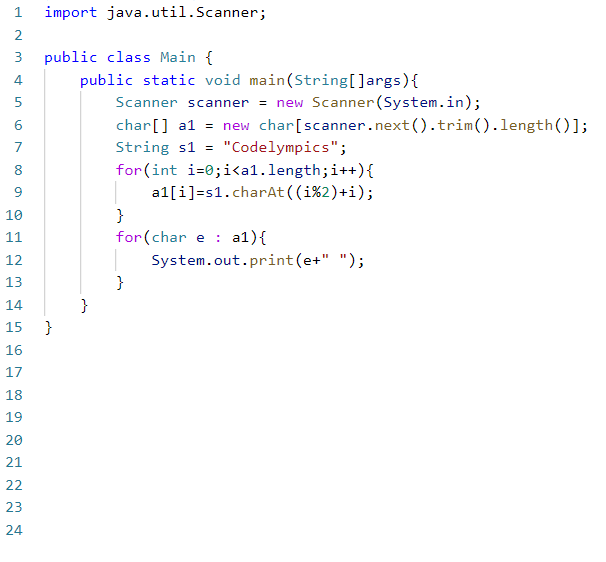 1 import java.util.Scanner;
2
3 public class Main {
4     public static void main(String[]args){
5         Scanner scanner = new Scanner(System.in);
6         char[] a1 = new char[scanner.next().trim().length()];
7         String s1 = "Codelympics";
8         for(int i=0;i<a1.length;i++){
9             a1[i]=s1.charAt((i%2)+i);
10         }
11         for(char e : a1){
12             System.out.print(e+" ");
13         }
14     }
15 }
16
17
18
19
20
21
22
23
24